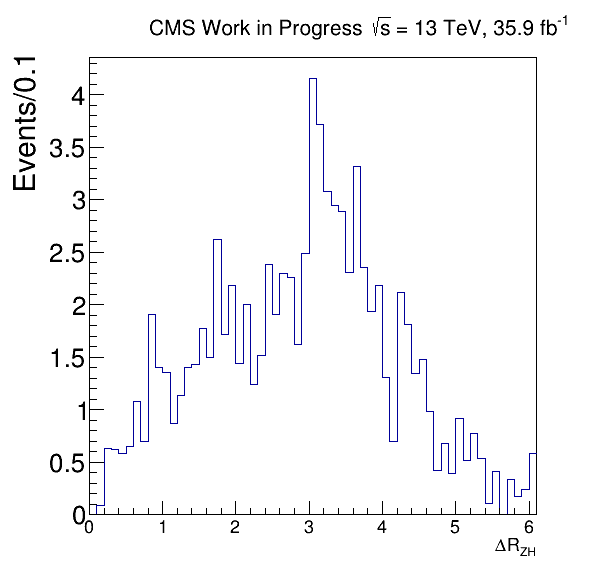 CMS Work in Progress √s = 13 TeV, 35.9 fb⁻¹
Events/0.1
4
3.5
3
2.5
2
1.5
1
0.5
0
0 1 2 3 4 5 6
ΔR_ZH